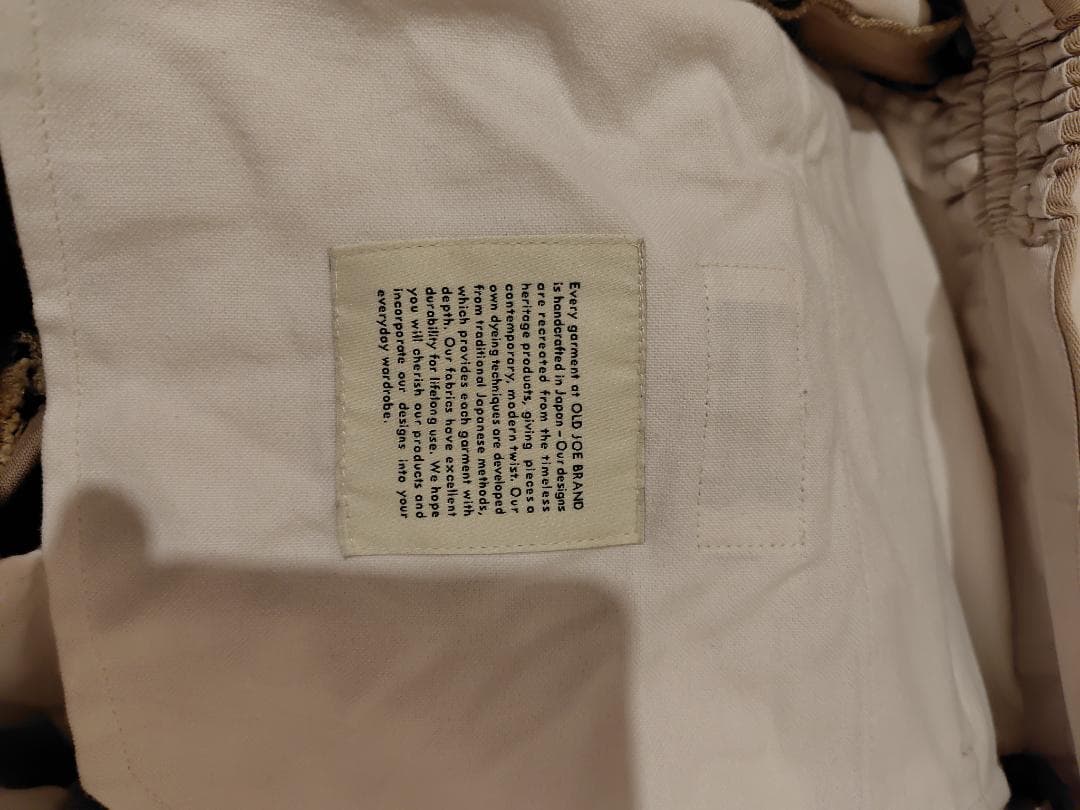 Every garment at OLD JOE BRAND
is handcrafted in Japan - Our designs
are recreated from the timeless
heritage products, giving pieces a
contemporary, modern twist. Our
own dyeing techniques are developed
from traditional Japanese methods,
which provides each garment with
depth. Our fabrics have excellent
durability for lifelong use. We hope
you will cherish our products and
incorporate our designs into your
everyday wardrobe.